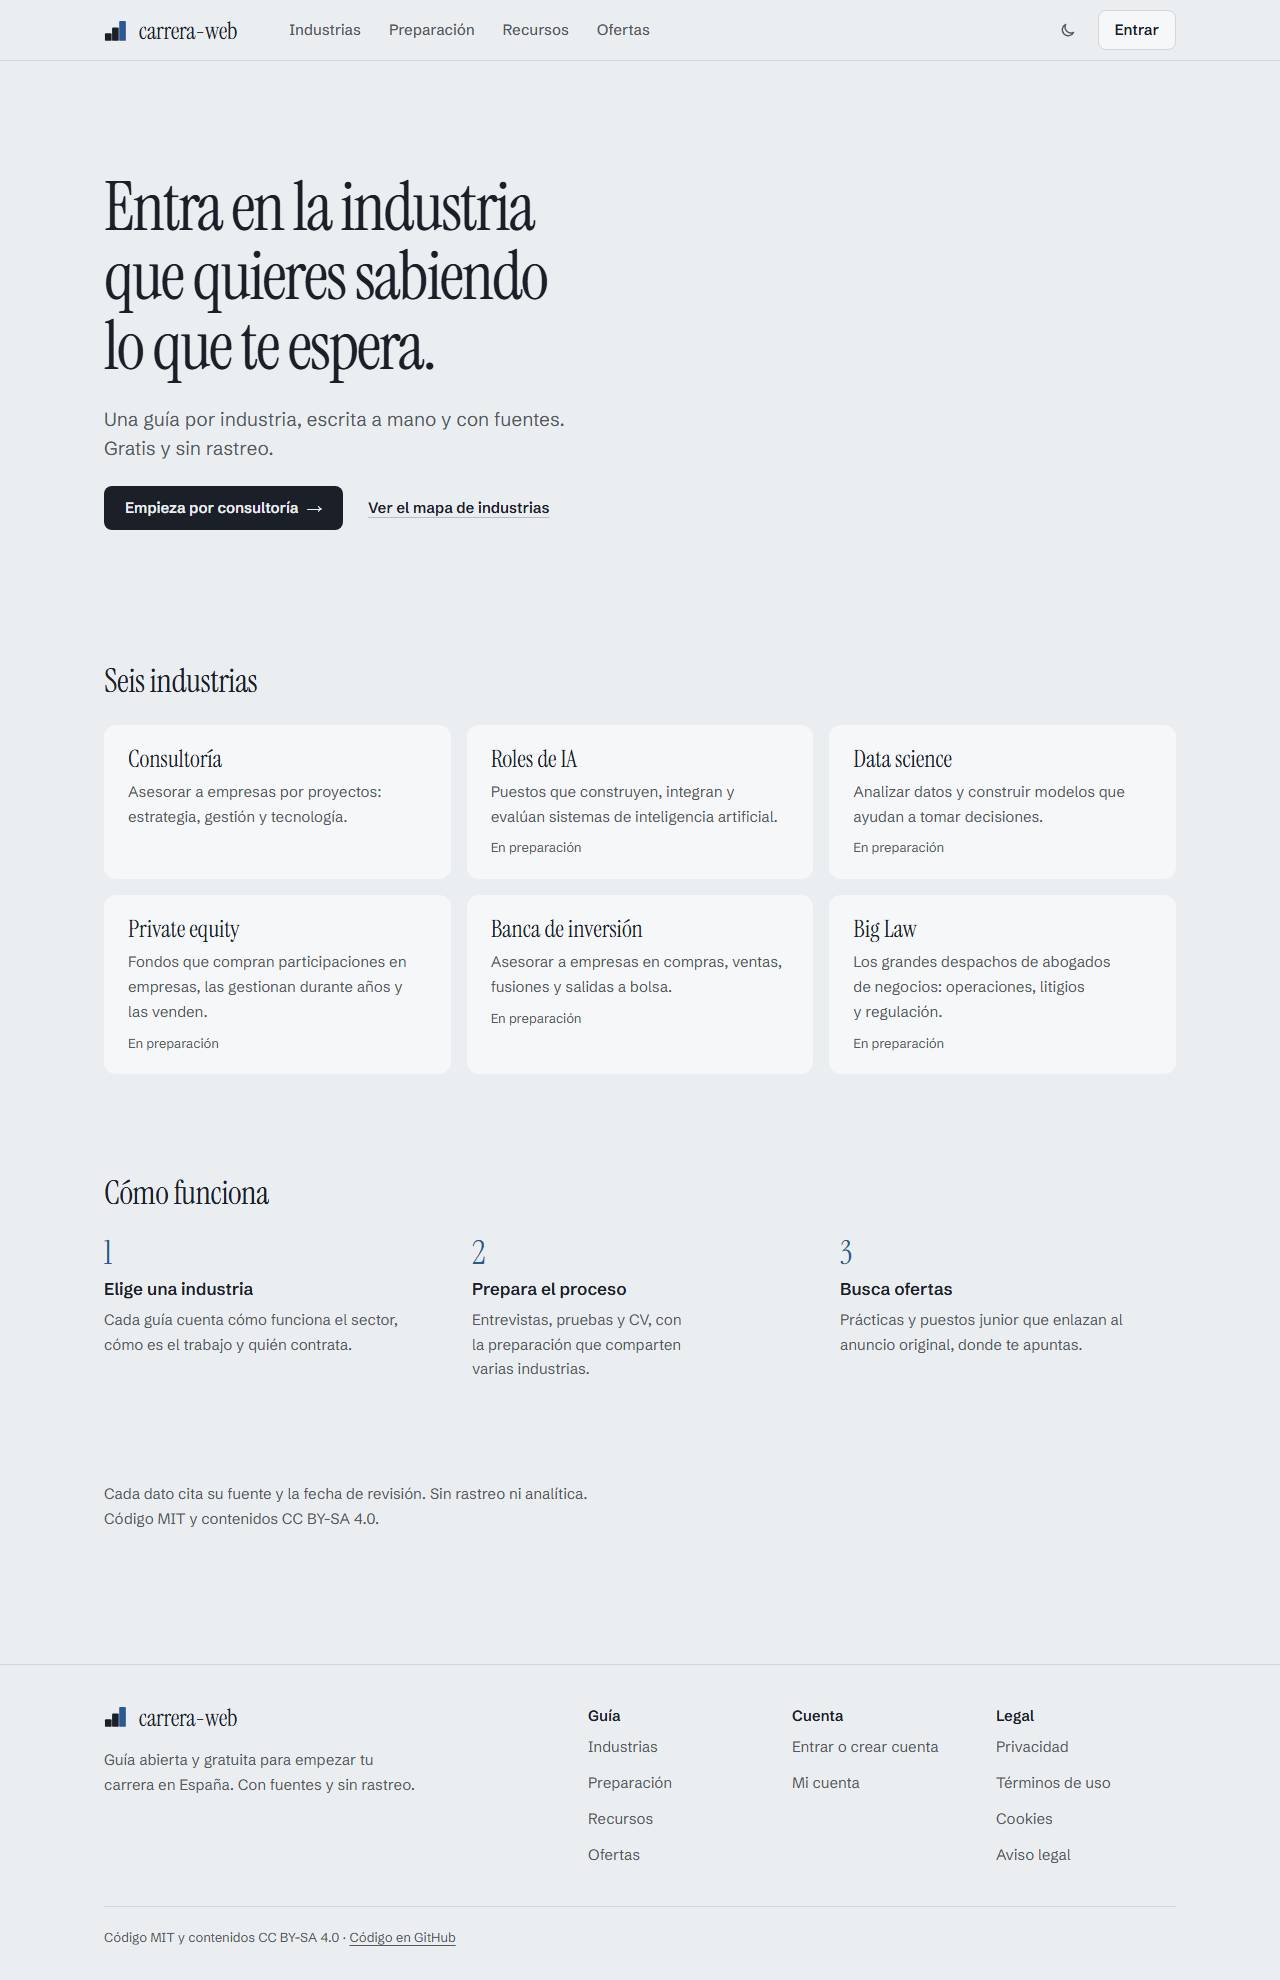 carrera-web
Industrias
Preparación
Recursos
Ofertas
Entrar
Entra en la industria
que quieres sabiendo
lo que te espera.
Una guía por industria, escrita a mano y con fuentes.
Gratis y sin rastreo.
Empieza por consultoría →
Ver el mapa de industrias
Seis industrias
Consultoría
Asesorar a empresas por proyectos:
estrategia, gestión y tecnología.
Roles de IA
Puestos que construyen, integran y
evalúan sistemas de inteligencia artificial.
En preparación
Data science
Analizar datos y construir modelos que
ayudan a tomar decisiones.
En preparación
Private equity
Fondos que compran participaciones en
empresas, las gestionan durante años y
las venden.
En preparación
Banca de inversión
Asesorar a empresas en compras, ventas,
fusiones y salidas a bolsa.
En preparación
Big Law
Los grandes despachos de abogados
de negocios: operaciones, litigios
y regulación.
En preparación
Cómo funciona
1
Elige una industria
Cada guía cuenta cómo funciona el sector,
cómo es el trabajo y quién contrata.
2
Prepara el proceso
Entrevistas, pruebas y CV, con
la preparación que comparten
varias industrias.
3
Busca ofertas
Prácticas y puestos junior que enlazan al
anuncio original, donde te apuntas.
Cada dato cita su fuente y la fecha de revisión. Sin rastreo ni analítica.
Código MIT y contenidos CC BY-SA 4.0.
carrera-web
Guía abierta y gratuita para empezar tu
carrera en España. Con fuentes y sin rastreo.
Guía
Industrias
Preparación
Recursos
Ofertas
Cuenta
Entrar o crear cuenta
Mi cuenta
Legal
Privacidad
Términos de uso
Cookies
Aviso legal
Código MIT y contenidos CC BY-SA 4.0 · Código en GitHub